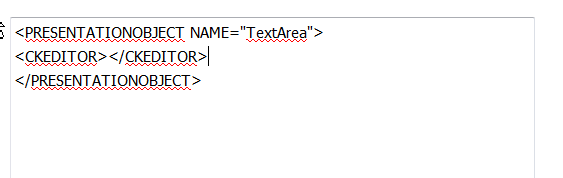 <PRESENTATIONOBJECT NAME="TextArea">
<CKEDITOR></CKEDITOR>
</PRESENTATIONOBJECT>